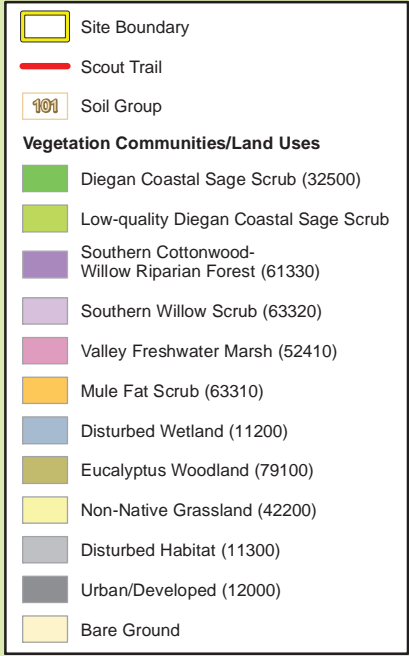 Site Boundary
Scout Trail
101 Soil Group
Vegetation Communities/Land Uses
Diegan Coastal Sage Scrub (32500)
Low-quality Diegan Coastal Sage Scrub
Southern Cottonwood-
Willow Riparian Forest (61330)
Southern Willow Scrub (63320)
Valley Freshwater Marsh (52410)
Mule Fat Scrub (63310)
Disturbed Wetland (11200)
Eucalyptus Woodland (79100)
Non-Native Grassland (42200)
Disturbed Habitat (11300)
Urban/Developed (12000)
Bare Ground